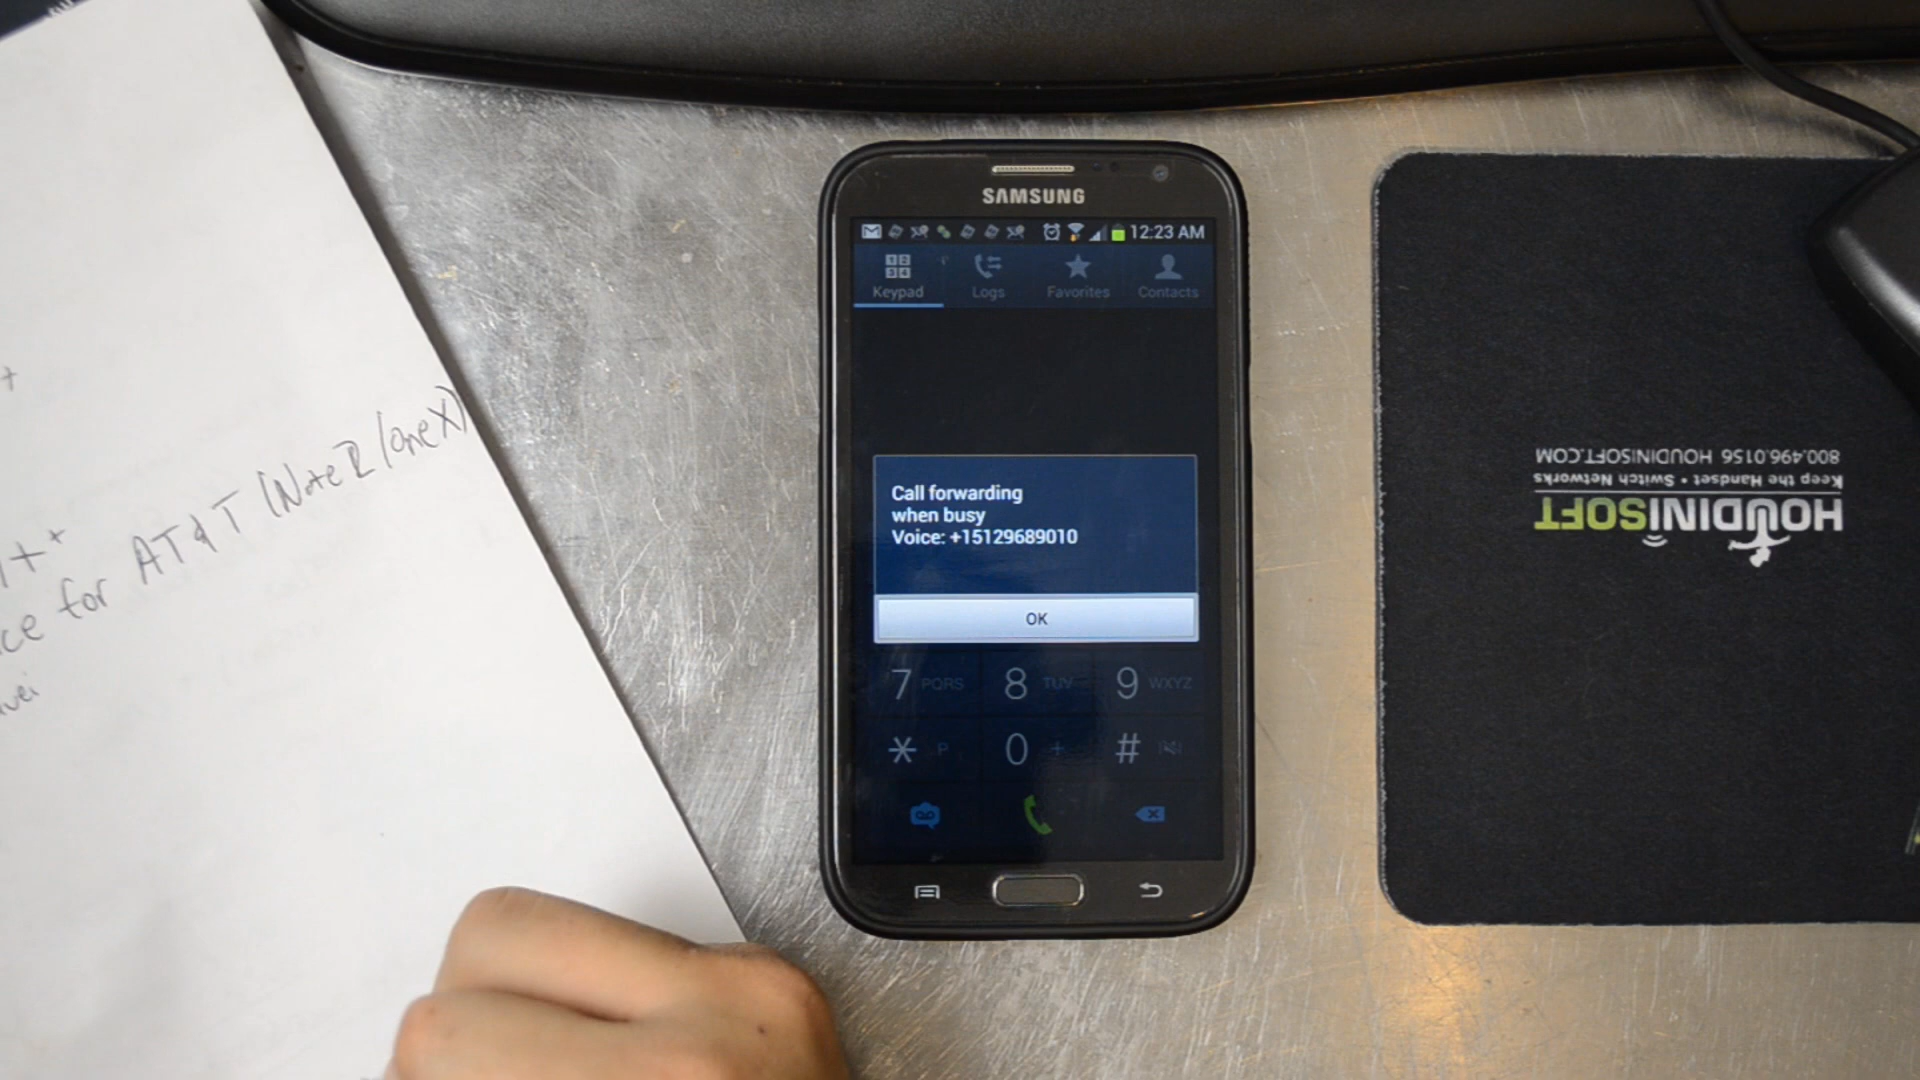 ce for AT&T (Note 2/One X)
SAMSUNG
12:23 AM
Keypad Logs Favorites Contacts
Call forwarding
when busy
Voice: +15129689010
OK
7 PQRS 8 TUV 9 WXYZ
* P 0 + #
HOUDINISOFT
Keep the Handset • Switch Networks
800.496.0156 HOUDINISOFT.COM